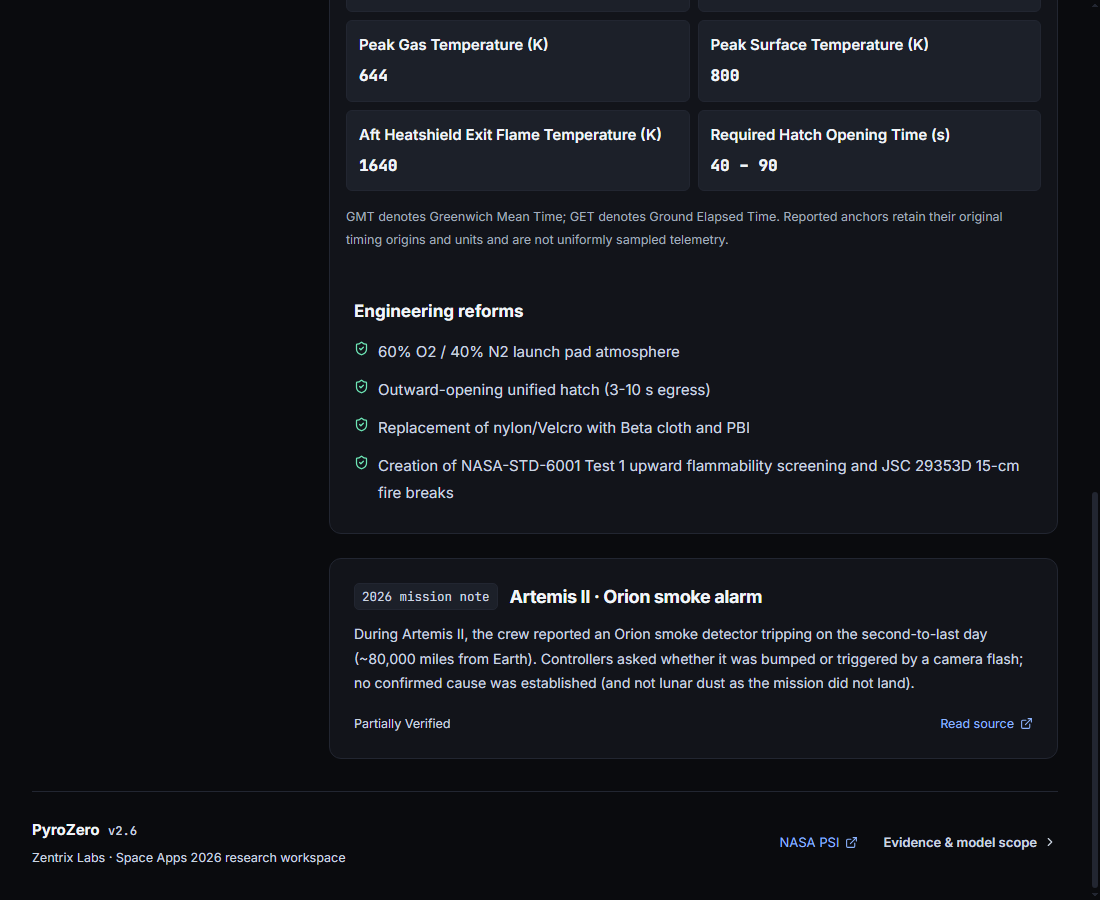 Peak Gas Temperature (K)
644
Peak Surface Temperature (K)
800
Aft Heatshield Exit Flame Temperature (K)
1640
Required Hatch Opening Time (s)
40 – 90
GMT denotes Greenwich Mean Time; GET denotes Ground Elapsed Time. Reported anchors retain their original
timing origins and units and are not uniformly sampled telemetry.
Engineering reforms
60% O2 / 40% N2 launch pad atmosphere
Outward-opening unified hatch (3-10 s egress)
Replacement of nylon/Velcro with Beta cloth and PBI
Creation of NASA-STD-6001 Test 1 upward flammability screening and JSC 29353D 15-cm
fire breaks
2026 mission note
Artemis II · Orion smoke alarm
During Artemis II, the crew reported an Orion smoke detector tripping on the second-to-last day
(~80,000 miles from Earth). Controllers asked whether it was bumped or triggered by a camera flash;
no confirmed cause was established (and not lunar dust as the mission did not land).
Partially Verified
Read source
PyroZero v2.6
Zentrix Labs · Space Apps 2026 research workspace
NASA PSI
Evidence & model scope